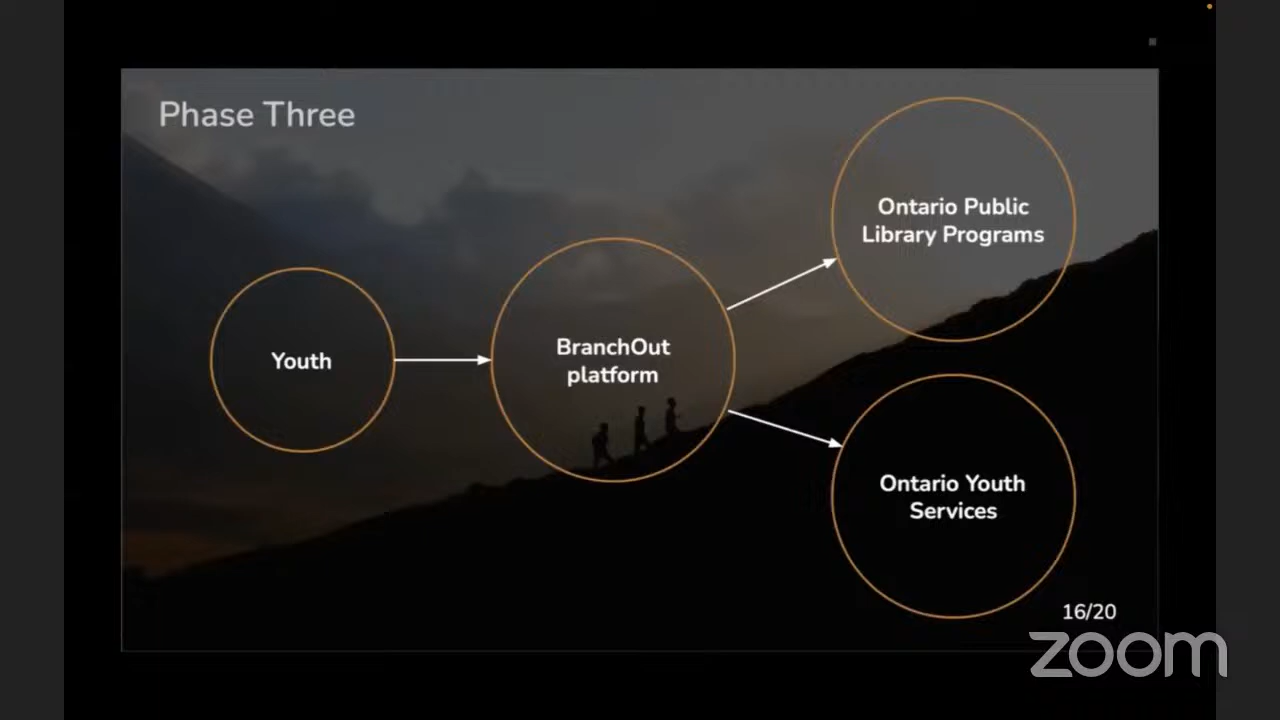 Phase Three
Youth
BranchOut
platform
Ontario Public
Library Programs
Ontario Youth
Services
16/20
zoom